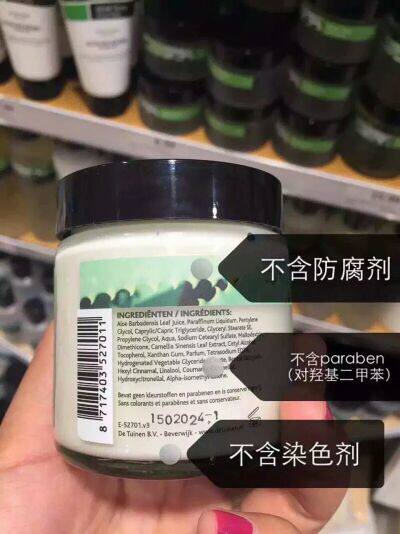 不含防腐剂
INGREDIËNTEN / INGRÉDIENTS:
Aloe Barbadensis Leaf Juice, Paraffinum Liquidum, Pentylene
Glycol, Caprylic/Capric Triglyceride, Glyceryl Stearate SE,
Propylene Glycol, Aqua, Sodium Cetearyl Sulfate,
Dimethicone, Camellia Sinensis Leaf Extract, Cetyl
Tocopherol, Xanthan Gum, Parfum, Tetrasodium
Hydrogenated Vegetable
Hexyl Cinnamal, Linalool,
Hydroxycitronellal,
不含paraben
(对羟基二甲苯)
Bevat geen kleurstoffen en parabenen en is conserveer
Sans colorants et parabènes et sans conservateur.
1502024;1
E-52701.v3
De Tuinen B.V. - Beverwijk -
8 717403 527011
不含染色剂